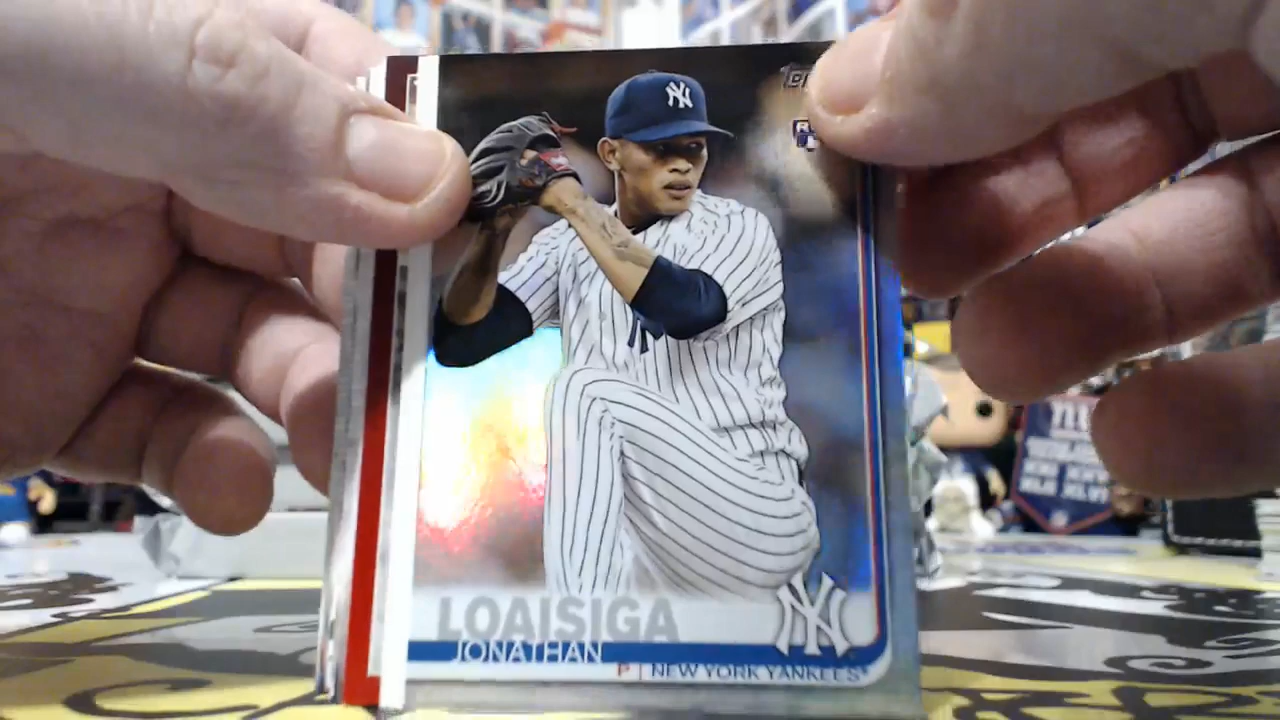 NY
LOAISIGA
JONATHAN
P | NEW YORK YANKEES
NY